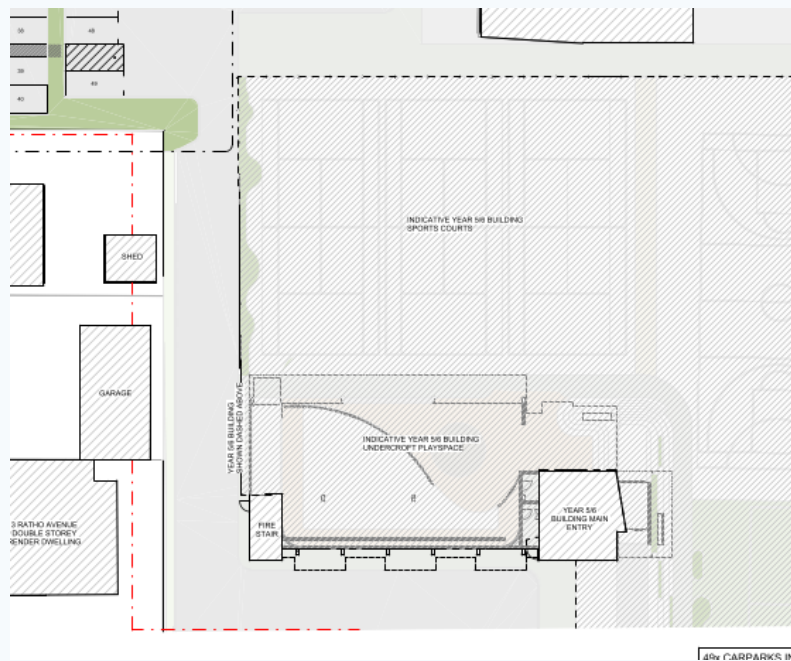 38
48
39
49
40
INDICATIVE YEAR 5/6 BUILDING
SPORTS COURTS
SHED
GARAGE
YEAR 5/6 BUILDING
SHOWN DASHED ABOVE
INDICATIVE YEAR 5/6 BUILDING
UNDERCROFT PLAYSPACE
3 RATHO AVENUE
DOUBLE STOREY
RENDER DWELLING
FIRE
STAIR
YEAR 5/6
BUILDING MAIN
ENTRY
49x CARPARKS IN